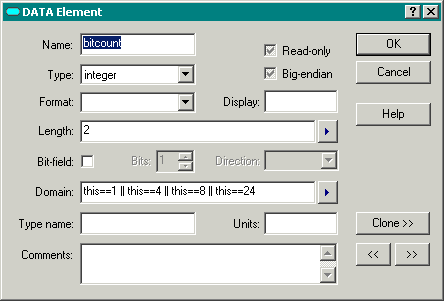 DATA Element
Name: bitcount Read-only OK
Type: integer Big-endian Cancel
Format: Display: Help
Length: 2
Bit-field: Bits: 1 Direction:
Domain: this==1 || this==4 || this==8 || this==24
Type name: Units: Clone >>
Comments: << >>